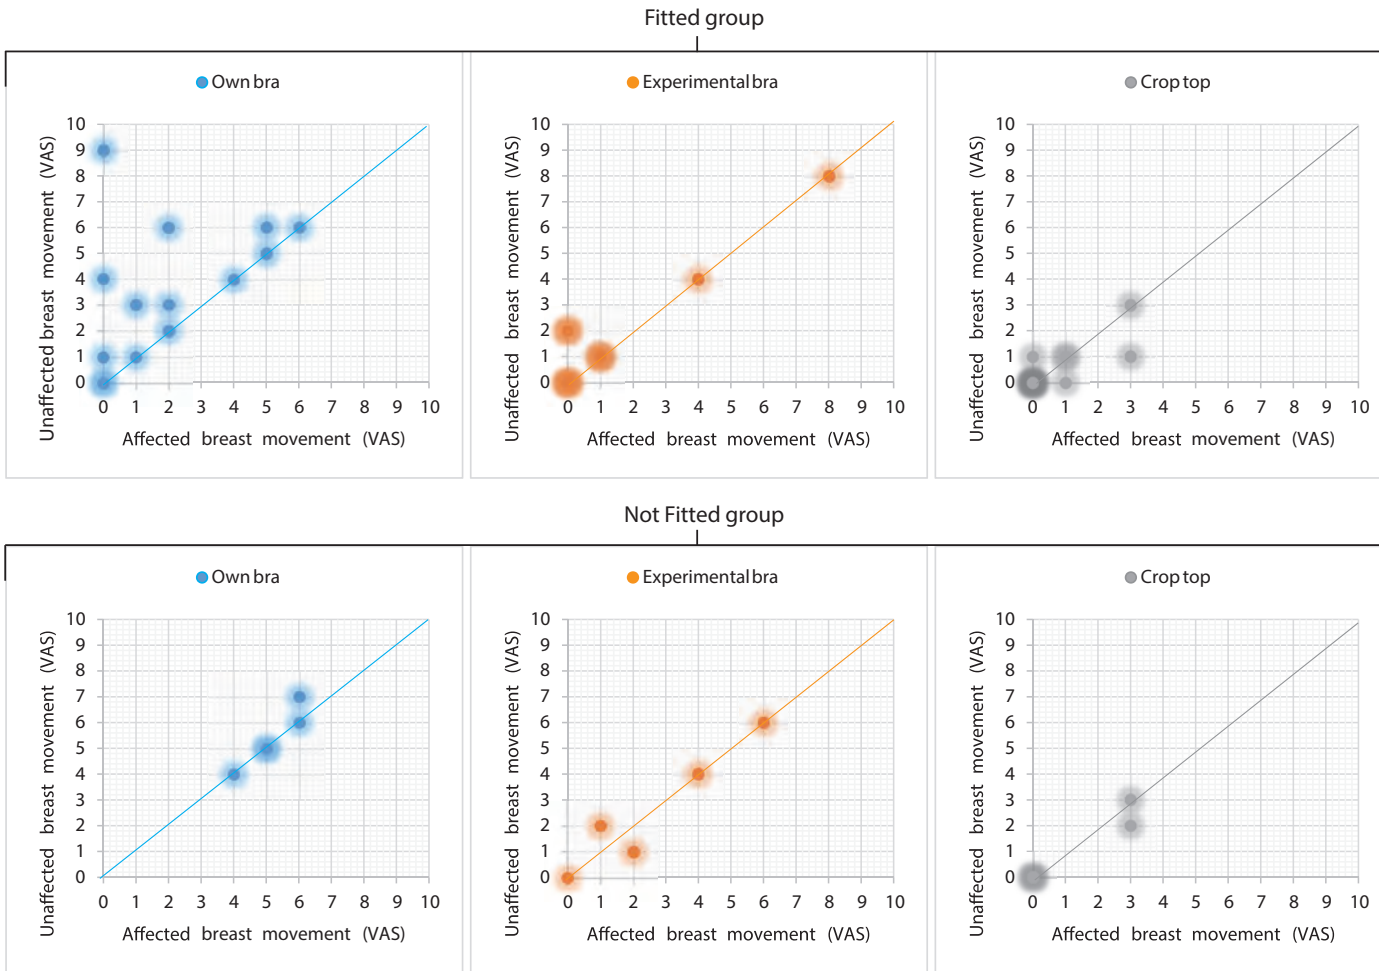 Fitted group
Own bra
10
9
8
7
6
5
4
3
2
1
0
0 1 2 3 4 5 6 7 8 9 10
Unaffected breast movement (VAS)
Affected breast movement (VAS)
Experimental bra
10
9
8
7
6
5
4
3
2
1
0
0 1 2 3 4 5 6 7 8 9 10
Unaffected breast movement (VAS)
Affected breast movement (VAS)
Crop top
10
9
8
7
6
5
4
3
2
1
0
0 1 2 3 4 5 6 7 8 9 10
Unaffected breast movement (VAS)
Affected breast movement (VAS)
Not Fitted group
Own bra
10
9
8
7
6
5
4
3
2
1
0
0 1 2 3 4 5 6 7 8 9 10
Unaffected breast movement (VAS)
Affected breast movement (VAS)
Experimental bra
10
9
8
7
6
5
4
3
2
1
0
0 1 2 3 4 5 6 7 8 9 10
Unaffected breast movement (VAS)
Affected breast movement (VAS)
Crop top
10
9
8
7
6
5
4
3
2
1
0
0 1 2 3 4 5 6 7 8 9 10
Unaffected breast movement (VAS)
Affected breast movement (VAS)